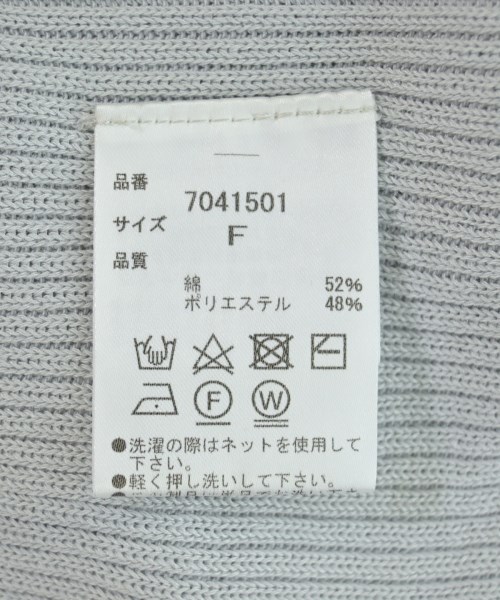 品番 7041501
サイズ F
品質
綿 52%
ポリエステル 48%
F W
●洗濯の際はネットを使用して
下さい。
●軽く押し洗いして下さい。